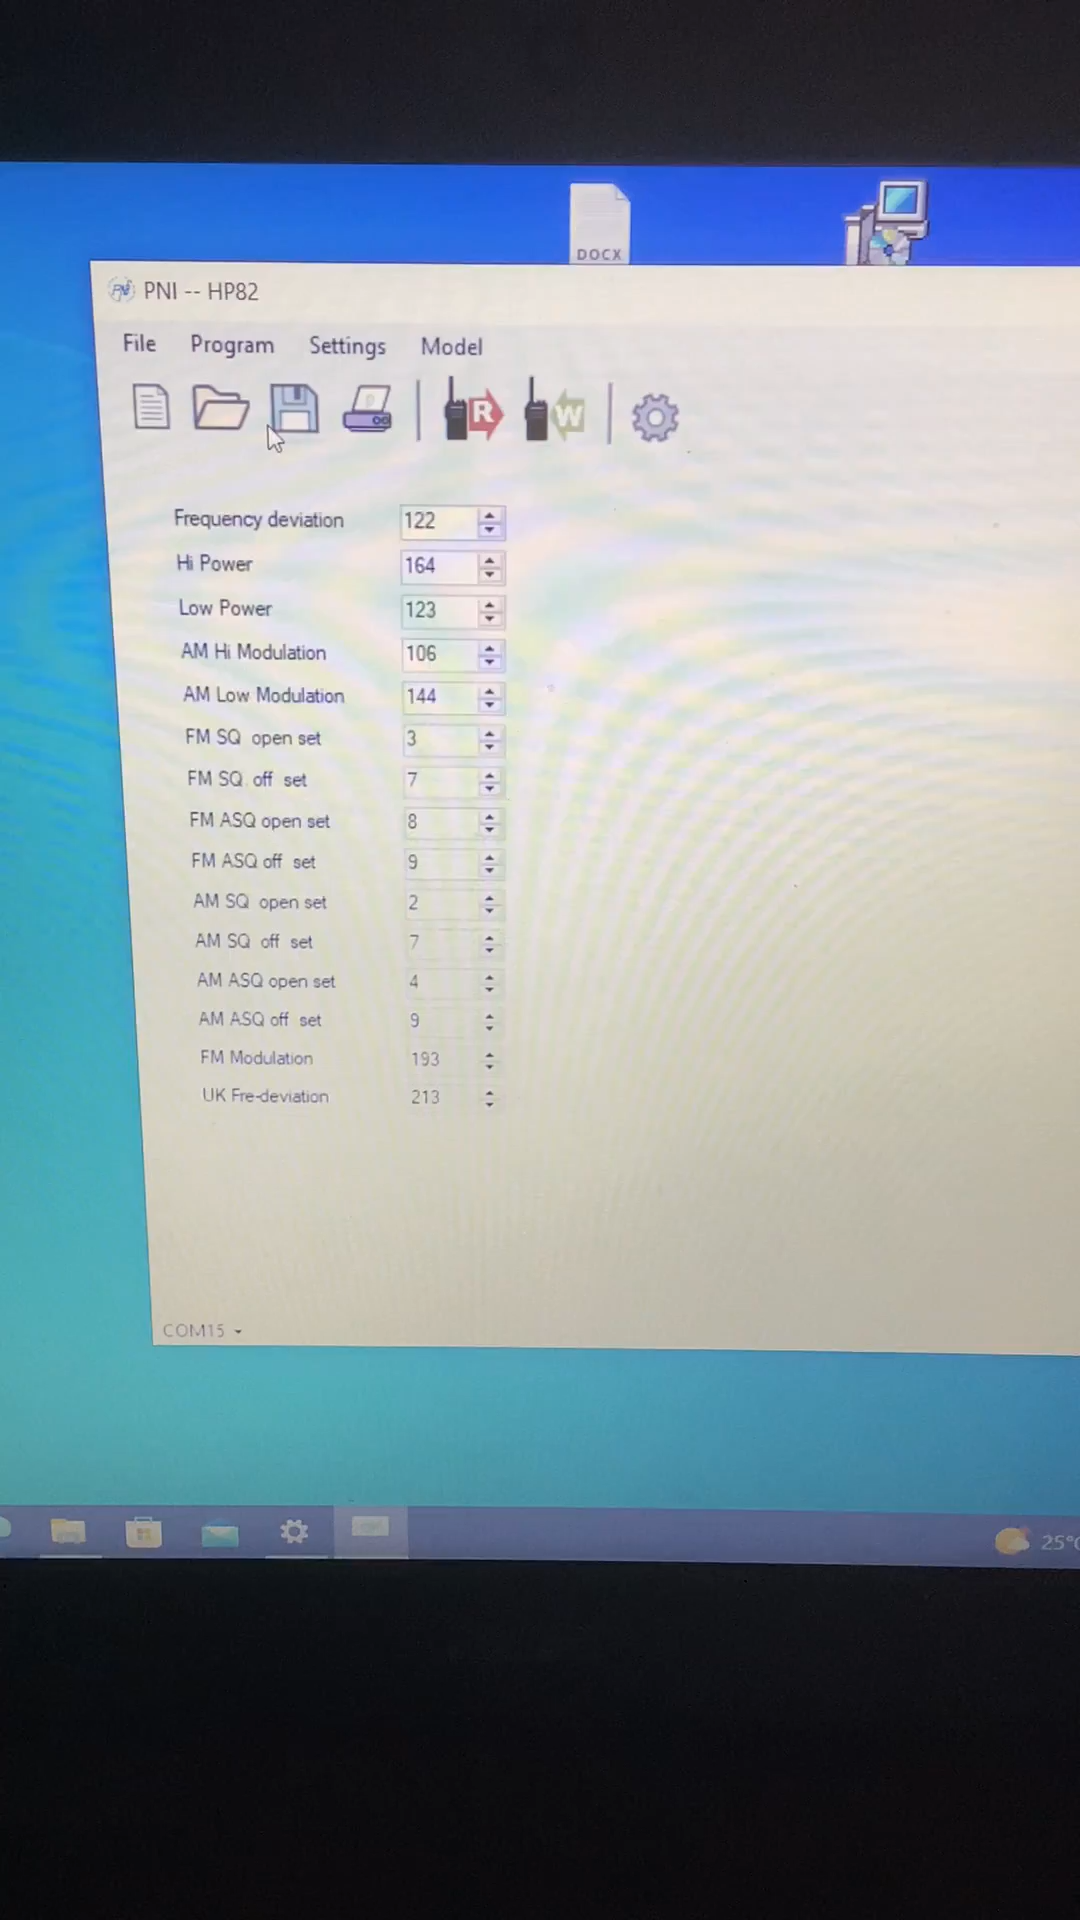 DOCX
PNI -- HP82
File Program Settings Model
R W
Frequency deviation 122
Hi Power 164
Low Power 123
AM Hi Modulation 106
AM Low Modulation 144
FM SQ open set 3
FM SQ off set 7
FM ASQ open set 8
FM ASQ off set 9
AM SQ open set 2
AM SQ off set 7
AM ASQ open set 4
AM ASQ off set 9
FM Modulation 193
UK Fre-deviation 213
COM15
25°C